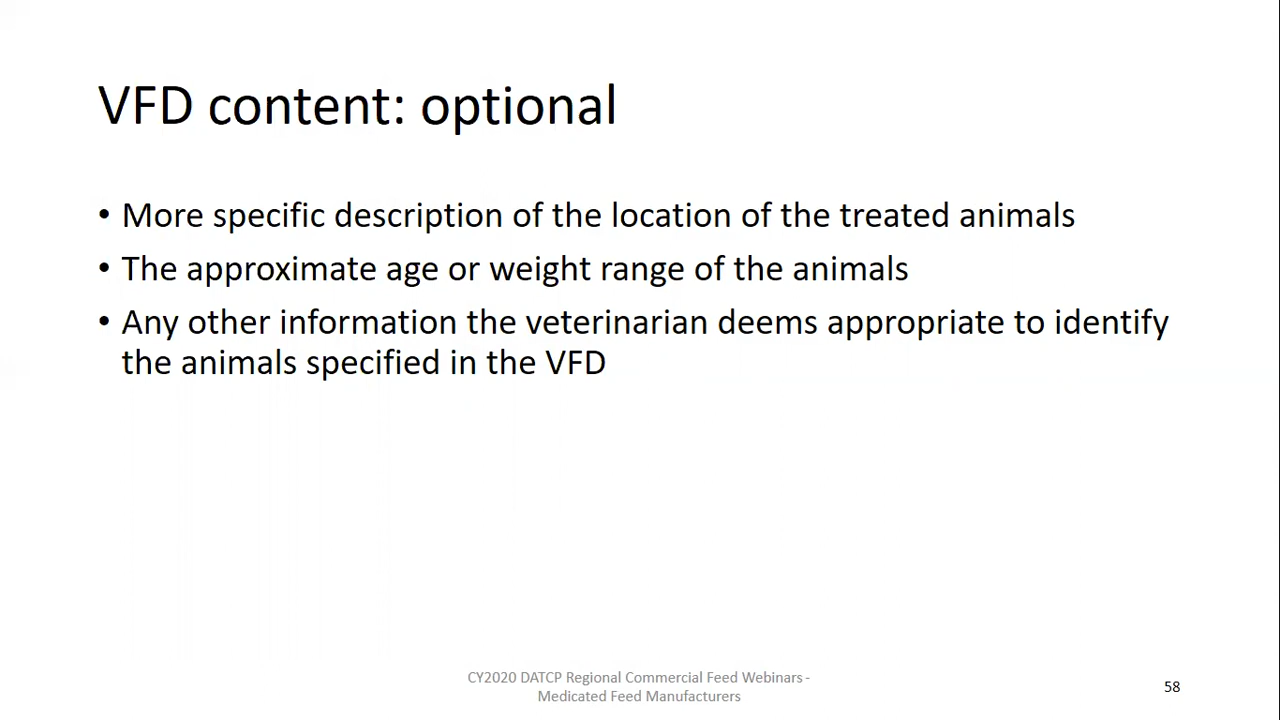 VFD content: optional
• More specific description of the location of the treated animals
• The approximate age or weight range of the animals
• Any other information the veterinarian deems appropriate to identify
the animals specified in the VFD
CY2020 DATCP Regional Commercial Feed Webinars -
Medicated Feed Manufacturers
58